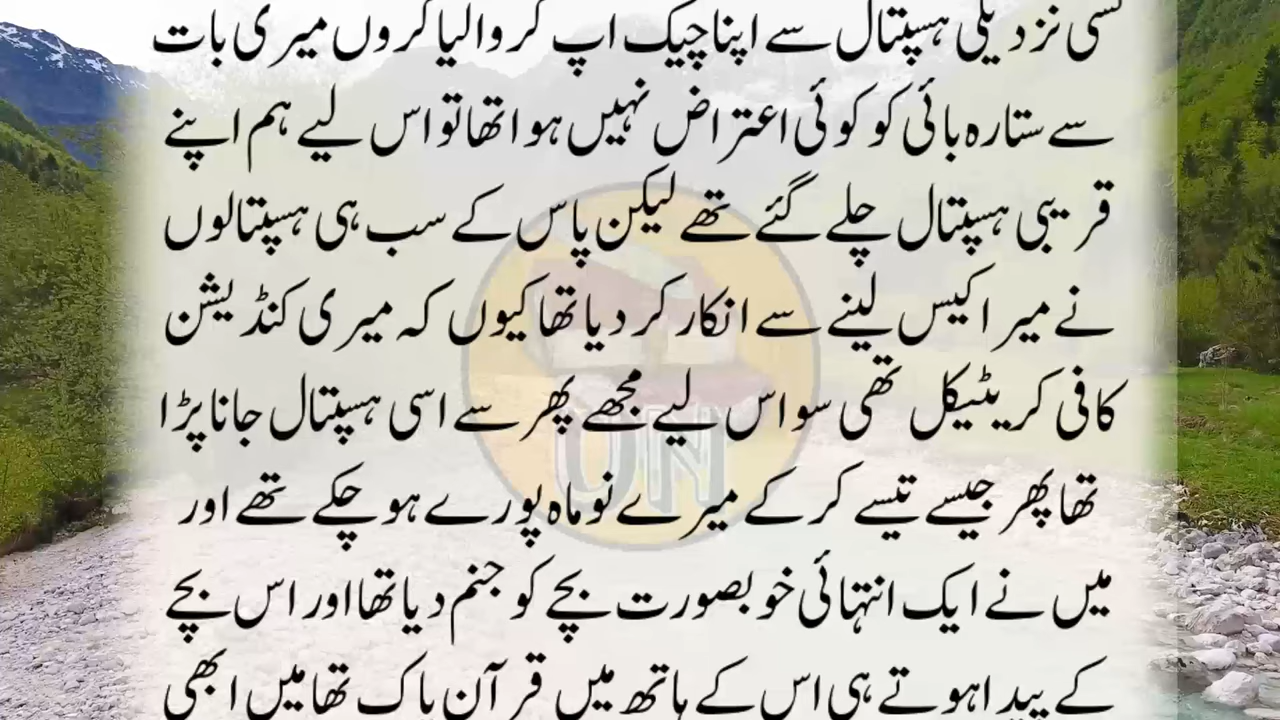 کسی نزدیکی ہسپتال سے اپنا چیک اپ کروالیا کروں میری بات
سے ستارہ بائی کو کوئی اعتراض نہیں ہوا تھا تو اس لیے ہم اپنے
قریبی ہسپتال چلے گئے تھے لیکن پاس کے سب ہی ہسپتالوں
نے میرا کیس لینے سے انکار کر دیا تھا کیوں کہ میری کنڈیشن
کافی کریٹیکل تھی سو اس لیے مجھے پھر سے اسی ہسپتال جانا پڑا
تھا پھر جیسے تیسے کر کے میرے نو ماہ پورے ہو چکے تھے اور
میں نے ایک انتہائی خوبصورت بچے کو جنم دیا تھا اور اس بچے
کے پیدا ہوتے ہی اس کے ہاتھ میں قرآن پاک تھا میں ابھی
UN